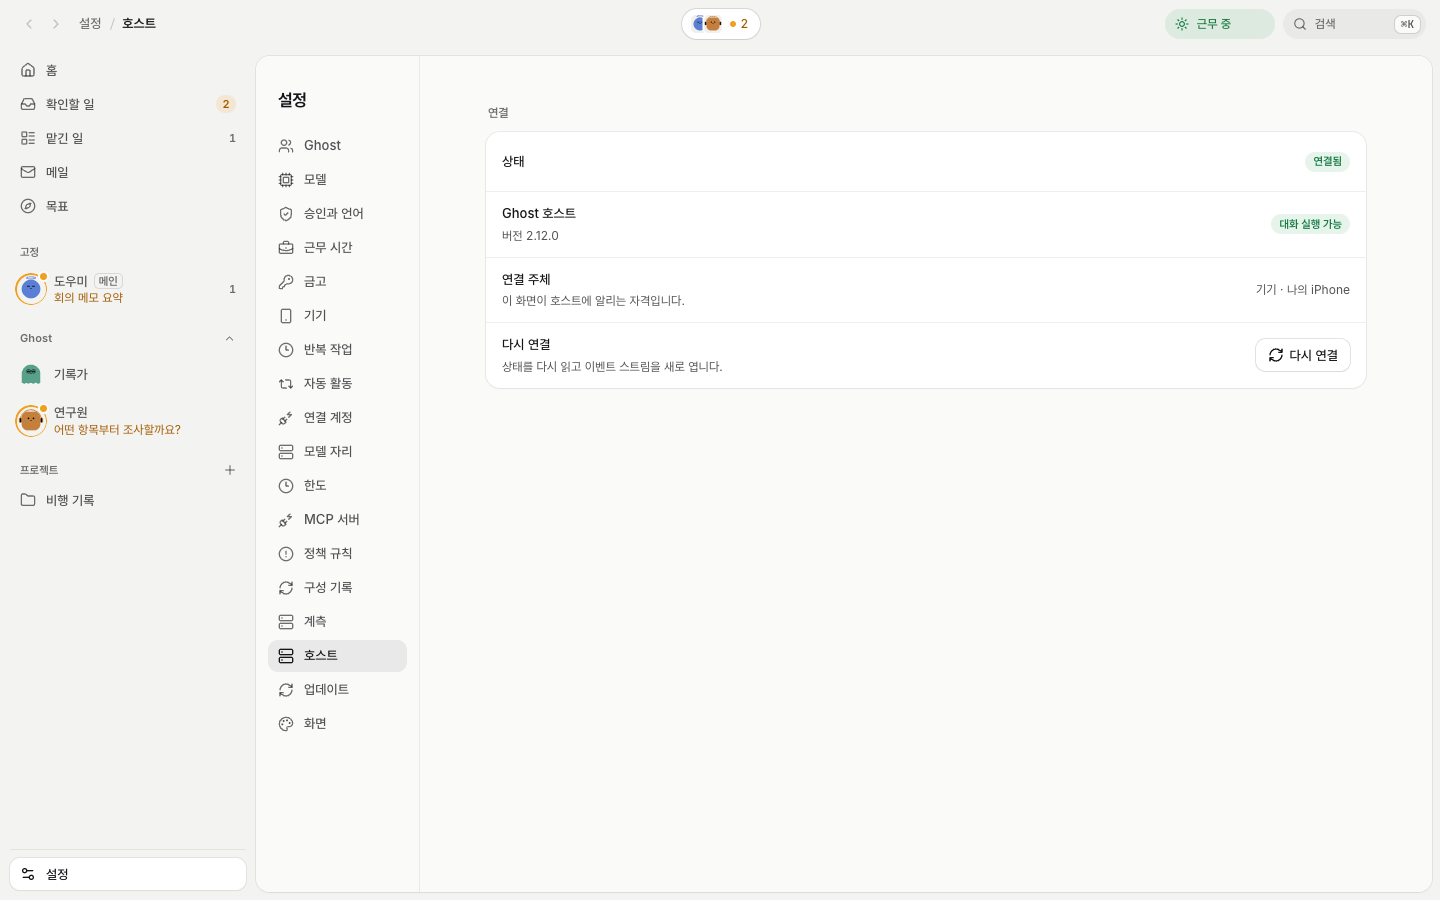 설정 / 호스트
2
근무 중
검색
⌘K
홈
확인할 일
2
맡긴 일
1
메일
목표
고정
도우미 메인
회의 메모 요약
1
Ghost
기록가
연구원
어떤 항목부터 조사할까요?
프로젝트
비행 기록
설정
설정
Ghost
모델
승인과 언어
근무 시간
금고
기기
반복 작업
자동 활동
연결 계정
모델 자리
한도
MCP 서버
정책 규칙
구성 기록
계측
호스트
업데이트
화면
연결
상태
연결됨
Ghost 호스트
버전 2.12.0
대화 실행 가능
연결 주체
이 화면이 호스트에 알리는 자격입니다.
기기 · 나의 iPhone
다시 연결
상태를 다시 읽고 이벤트 스트림을 새로 엽니다.
다시 연결